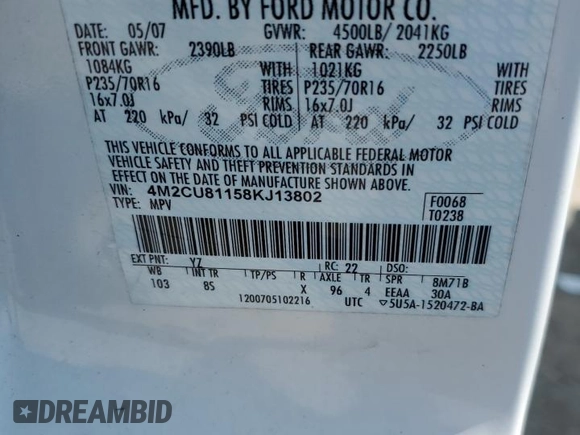 MFD. BY FORD MOTOR CO.
DATE: 05/07 GVWR: 4500LB/ 2041KG
FRONT GAWR: 2390LB REAR GAWR: 2250LB
1084KG WITH 1021KG WITH
P235/70R16 TIRES P235/70R16 TIRES
16x7.0J RIMS 16x7.0J RIMS
AT 220 kPa/ 32 PSI COLD AT 220 kPa/ 32 PSI COLD
THIS VEHICLE CONFORMS TO ALL APPLICABLE FEDERAL MOTOR
VEHICLE SAFETY AND THEFT PREVENTION STANDARDS IN
EFFECT ON THE DATE OF MANUFACTURE SHOWN ABOVE.
VIN: 4M2CU81158KJ13802 F0068
TYPE: MPV T0238
EXT PNT: YZ RC: 22 DSO:
WB INT TR TP/PS R AXLE TR SPR 8M71B
103 BS X 96 4 EEAA 30A
1200705102216 UTC ▽5U5A-1520472-BA
DREAMBID